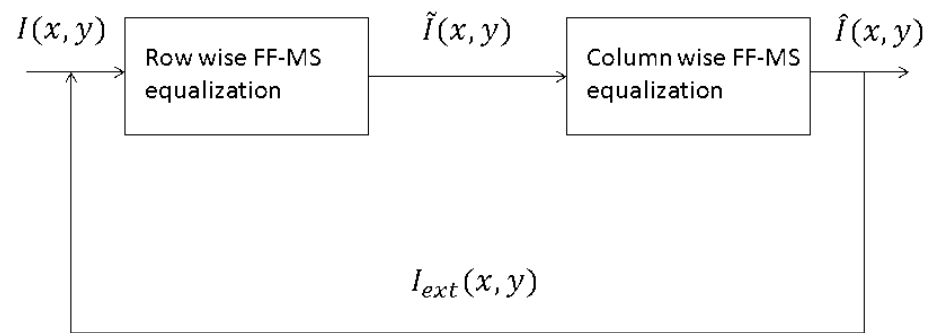 I(x, y)
Row wise FF-MS
equalization
Ĩ(x, y)
Column wise FF-MS
equalization
Î(x, y)
I_ext(x, y)